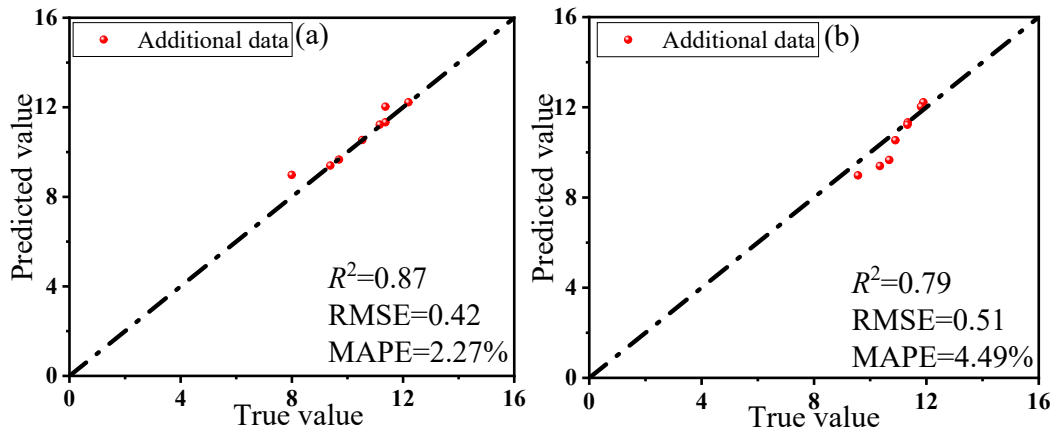 16
12
8
4
0
0
4
8
12
16
Predicted value
True value
Additional data
(a)
R²=0.87
RMSE=0.42
MAPE=2.27%
16
12
8
4
0
0
4
8
12
16
Predicted value
True value
Additional data
(b)
R²=0.79
RMSE=0.51
MAPE=4.49%